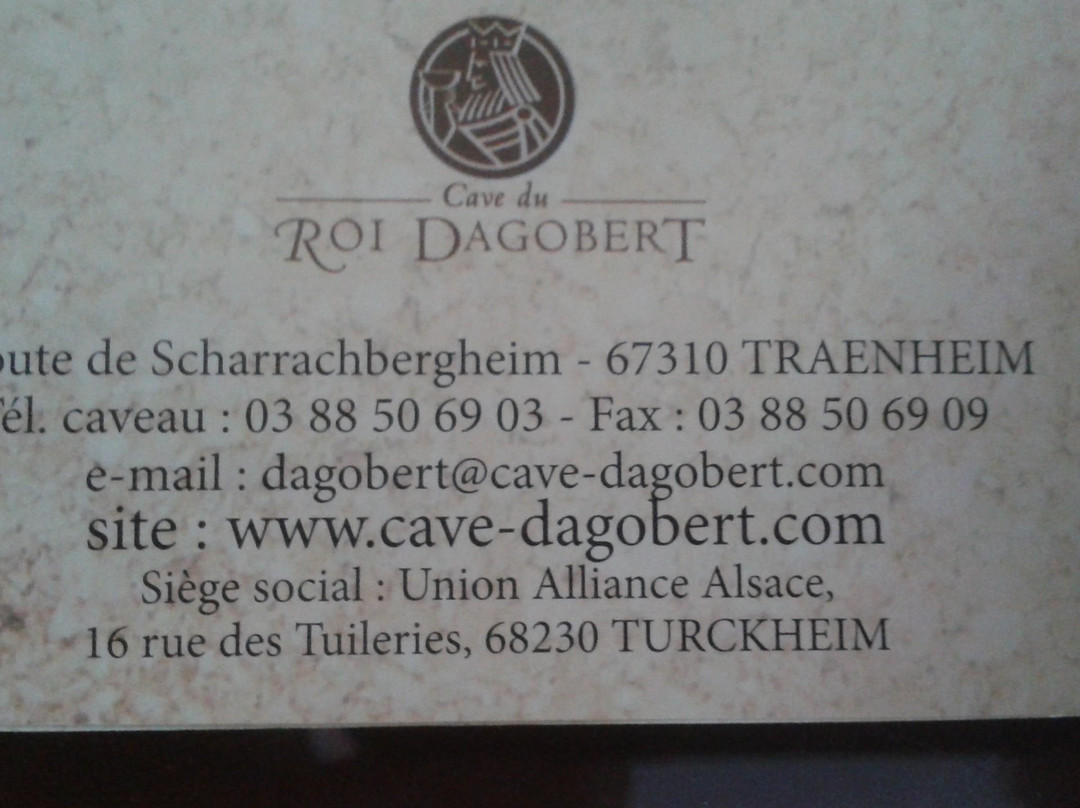 Cave du
ROI DAGOBERT
de Scharrachbergheim - 67310 TRAENHEIM
Tél. caveau : 03 88 50 69 03 - Fax : 03 88 50 69 09
e-mail : dagobert@cave-dagobert.com
site : www.cave-dagobert.com
Siège social : Union Alliance Alsace,
16 rue des Tuileries, 68230 TURCKHEIM